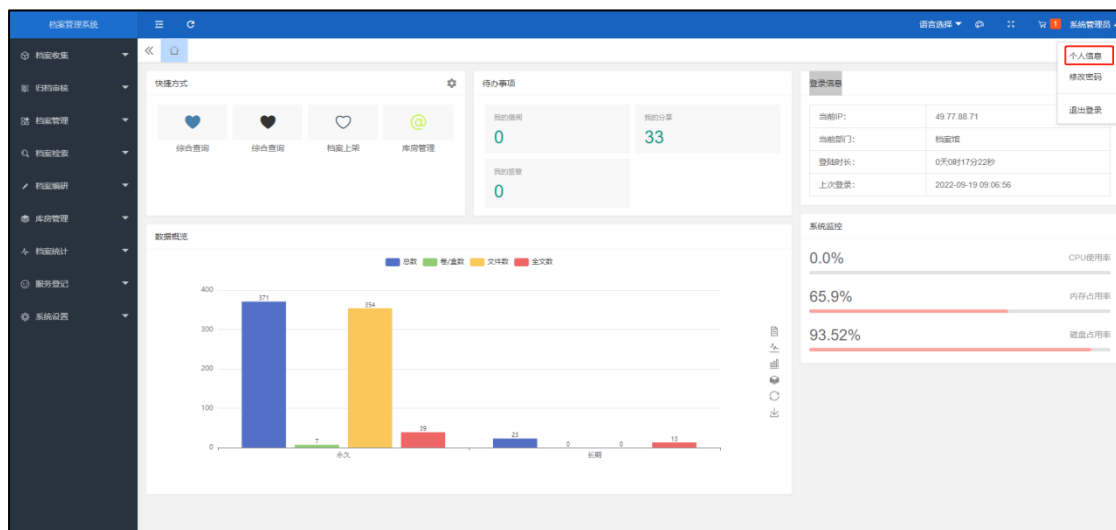 档案管理系统
语言选择
1
系统管理员
个人信息
修改密码
退出登录
档案收集
归档审核
档案管理
档案检索
档案编研
库房管理
档案统计
服务登记
系统设置
快捷方式
综合查询
综合查询
档案上架
@
库房管理
待办事项
我的借阅
0
我的分享
33
我的签章
0
登录信息
当前IP: 49.77.88.71
当前部门: 档案馆
登陆时长: 0天0时17分22秒
上次登录: 2022-09-19 09:06:56
数据概览
总数 卷/盒数 文件数 全文数
400
300
200
100
0
371
7
354
39
23
0
0
13
永久
长期
系统监控
0.0% CPU使用率
65.9% 内存占用率
93.52% 磁盘占用率